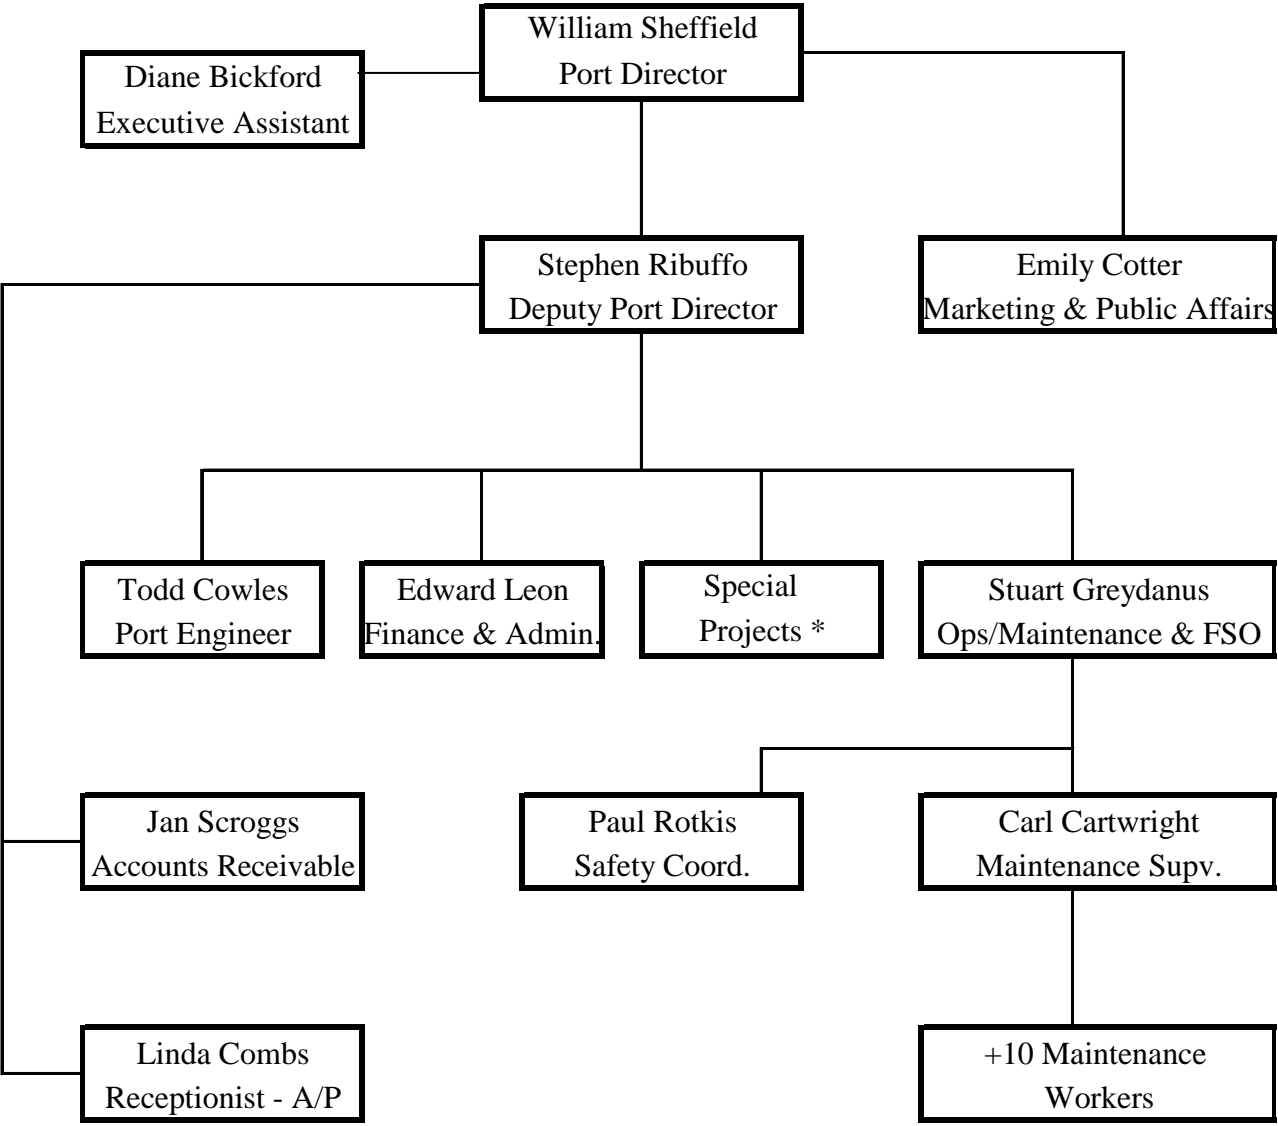 William Sheffield
Port Director
Diane Bickford
Executive Assistant
Stephen Ribuffo
Deputy Port Director
Emily Cotter
Marketing & Public Affairs
Todd Cowles
Port Engineer
Edward Leon
Finance & Admin.
Special
Projects *
Stuart Greydanus
Ops/Maintenance & FSO
Jan Scroggs
Accounts Receivable
Paul Rotkis
Safety Coord.
Carl Cartwright
Maintenance Supv.
Linda Combs
Receptionist - A/P
+10 Maintenance
Workers